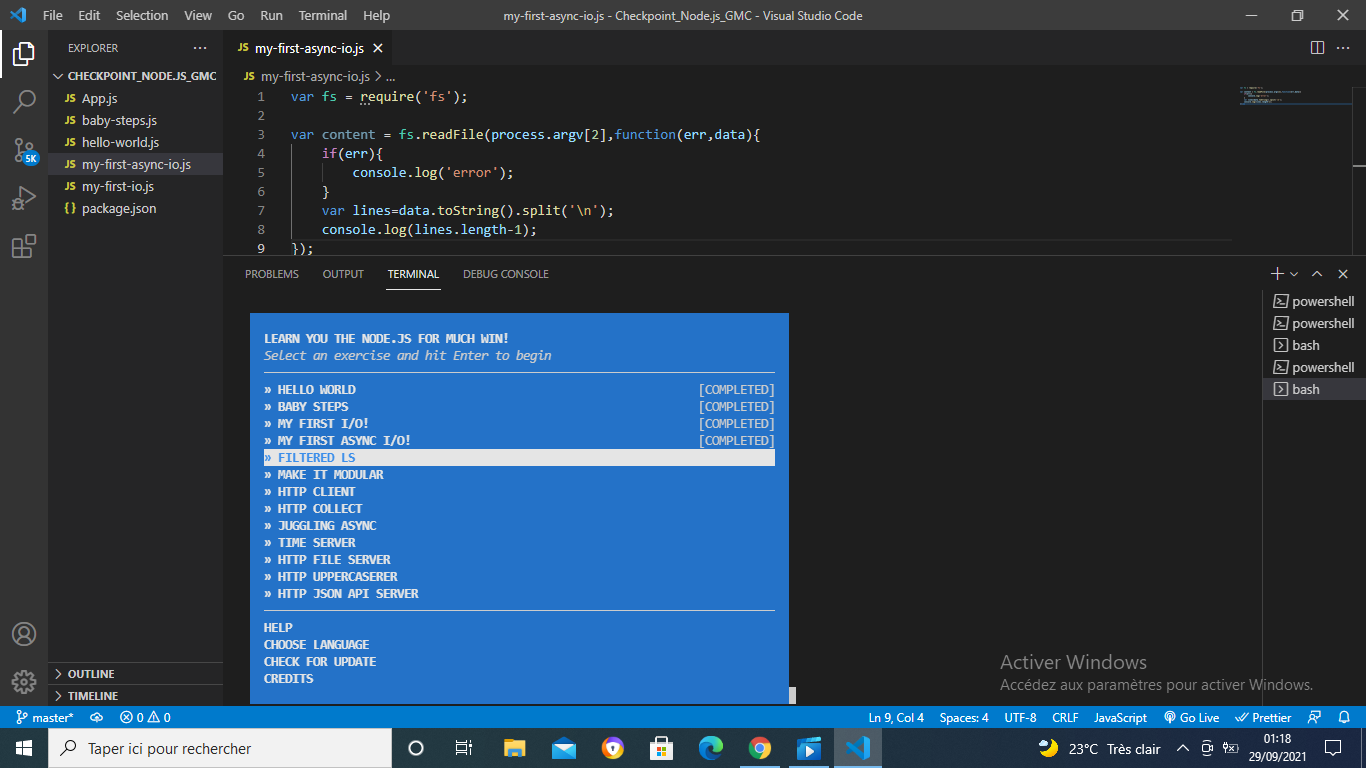 File Edit Selection View Go Run Terminal Help my-first-async-io.js - Checkpoint_Node.js_GMC - Visual Studio Code
EXPLORER ···
CHECKPOINT_NODE.JS_GMC
JS App.js
JS baby-steps.js
JS hello-world.js
JS my-first-async-io.js
JS my-first-io.js
{} package.json
5K
OUTLINE
TIMELINE
JS my-first-async-io.js
JS my-first-async-io.js > ...
1 var fs = require('fs');
2
3 var content = fs.readFile(process.argv[2],function(err,data){
4 if(err){
5 console.log('error');
6 }
7 var lines=data.toString().split('\n');
8 console.log(lines.length-1);
9 });
PROBLEMS OUTPUT TERMINAL DEBUG CONSOLE
LEARN YOU THE NODE.JS FOR MUCH WIN!
Select an exercise and hit Enter to begin
» HELLO WORLD [COMPLETED]
» BABY STEPS [COMPLETED]
» MY FIRST I/O! [COMPLETED]
» MY FIRST ASYNC I/O! [COMPLETED]
» FILTERED LS
» MAKE IT MODULAR
» HTTP CLIENT
» HTTP COLLECT
» JUGGLING ASYNC
» TIME SERVER
» HTTP FILE SERVER
» HTTP UPPERCASERER
» HTTP JSON API SERVER
HELP
CHOOSE LANGUAGE
CHECK FOR UPDATE
CREDITS
powershell
powershell
bash
powershell
bash
Activer Windows
Accédez aux paramètres pour activer Windows.
master* 0 0 Ln 9, Col 4 Spaces: 4 UTF-8 CRLF JavaScript Go Live Prettier
Taper ici pour rechercher
23°C Très clair
01:18
29/09/2021